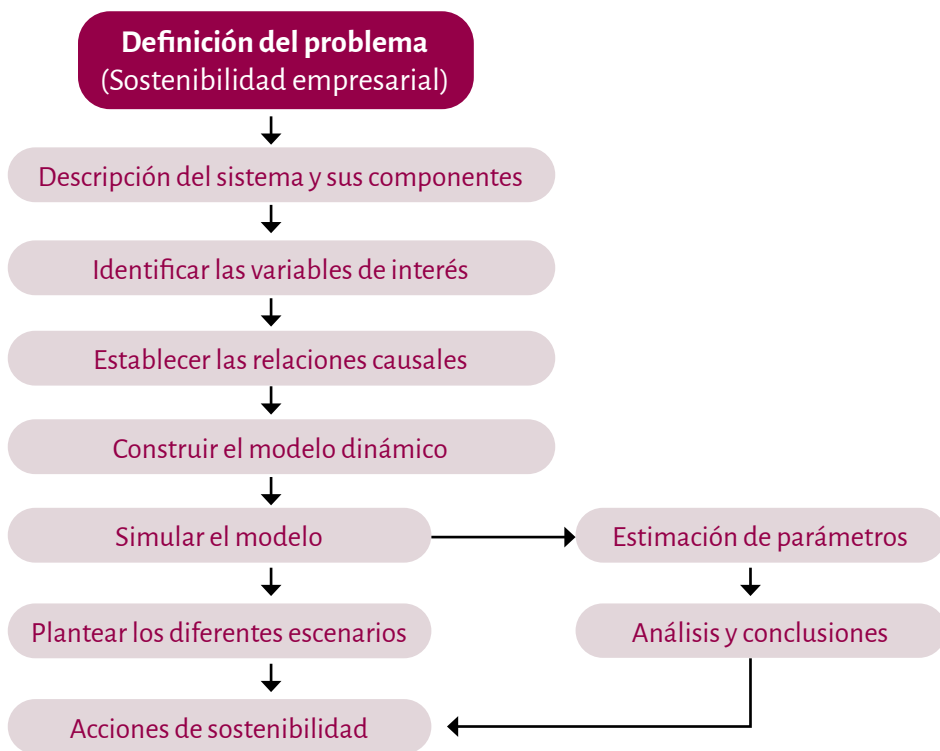 Definición del problema
(Sostenibilidad empresarial)
Descripción del sistema y sus componentes
Identificar las variables de interés
Establecer las relaciones causales
Construir el modelo dinámico
Simular el modelo
Estimación de parámetros
Plantear los diferentes escenarios
Análisis y conclusiones
Acciones de sostenibilidad